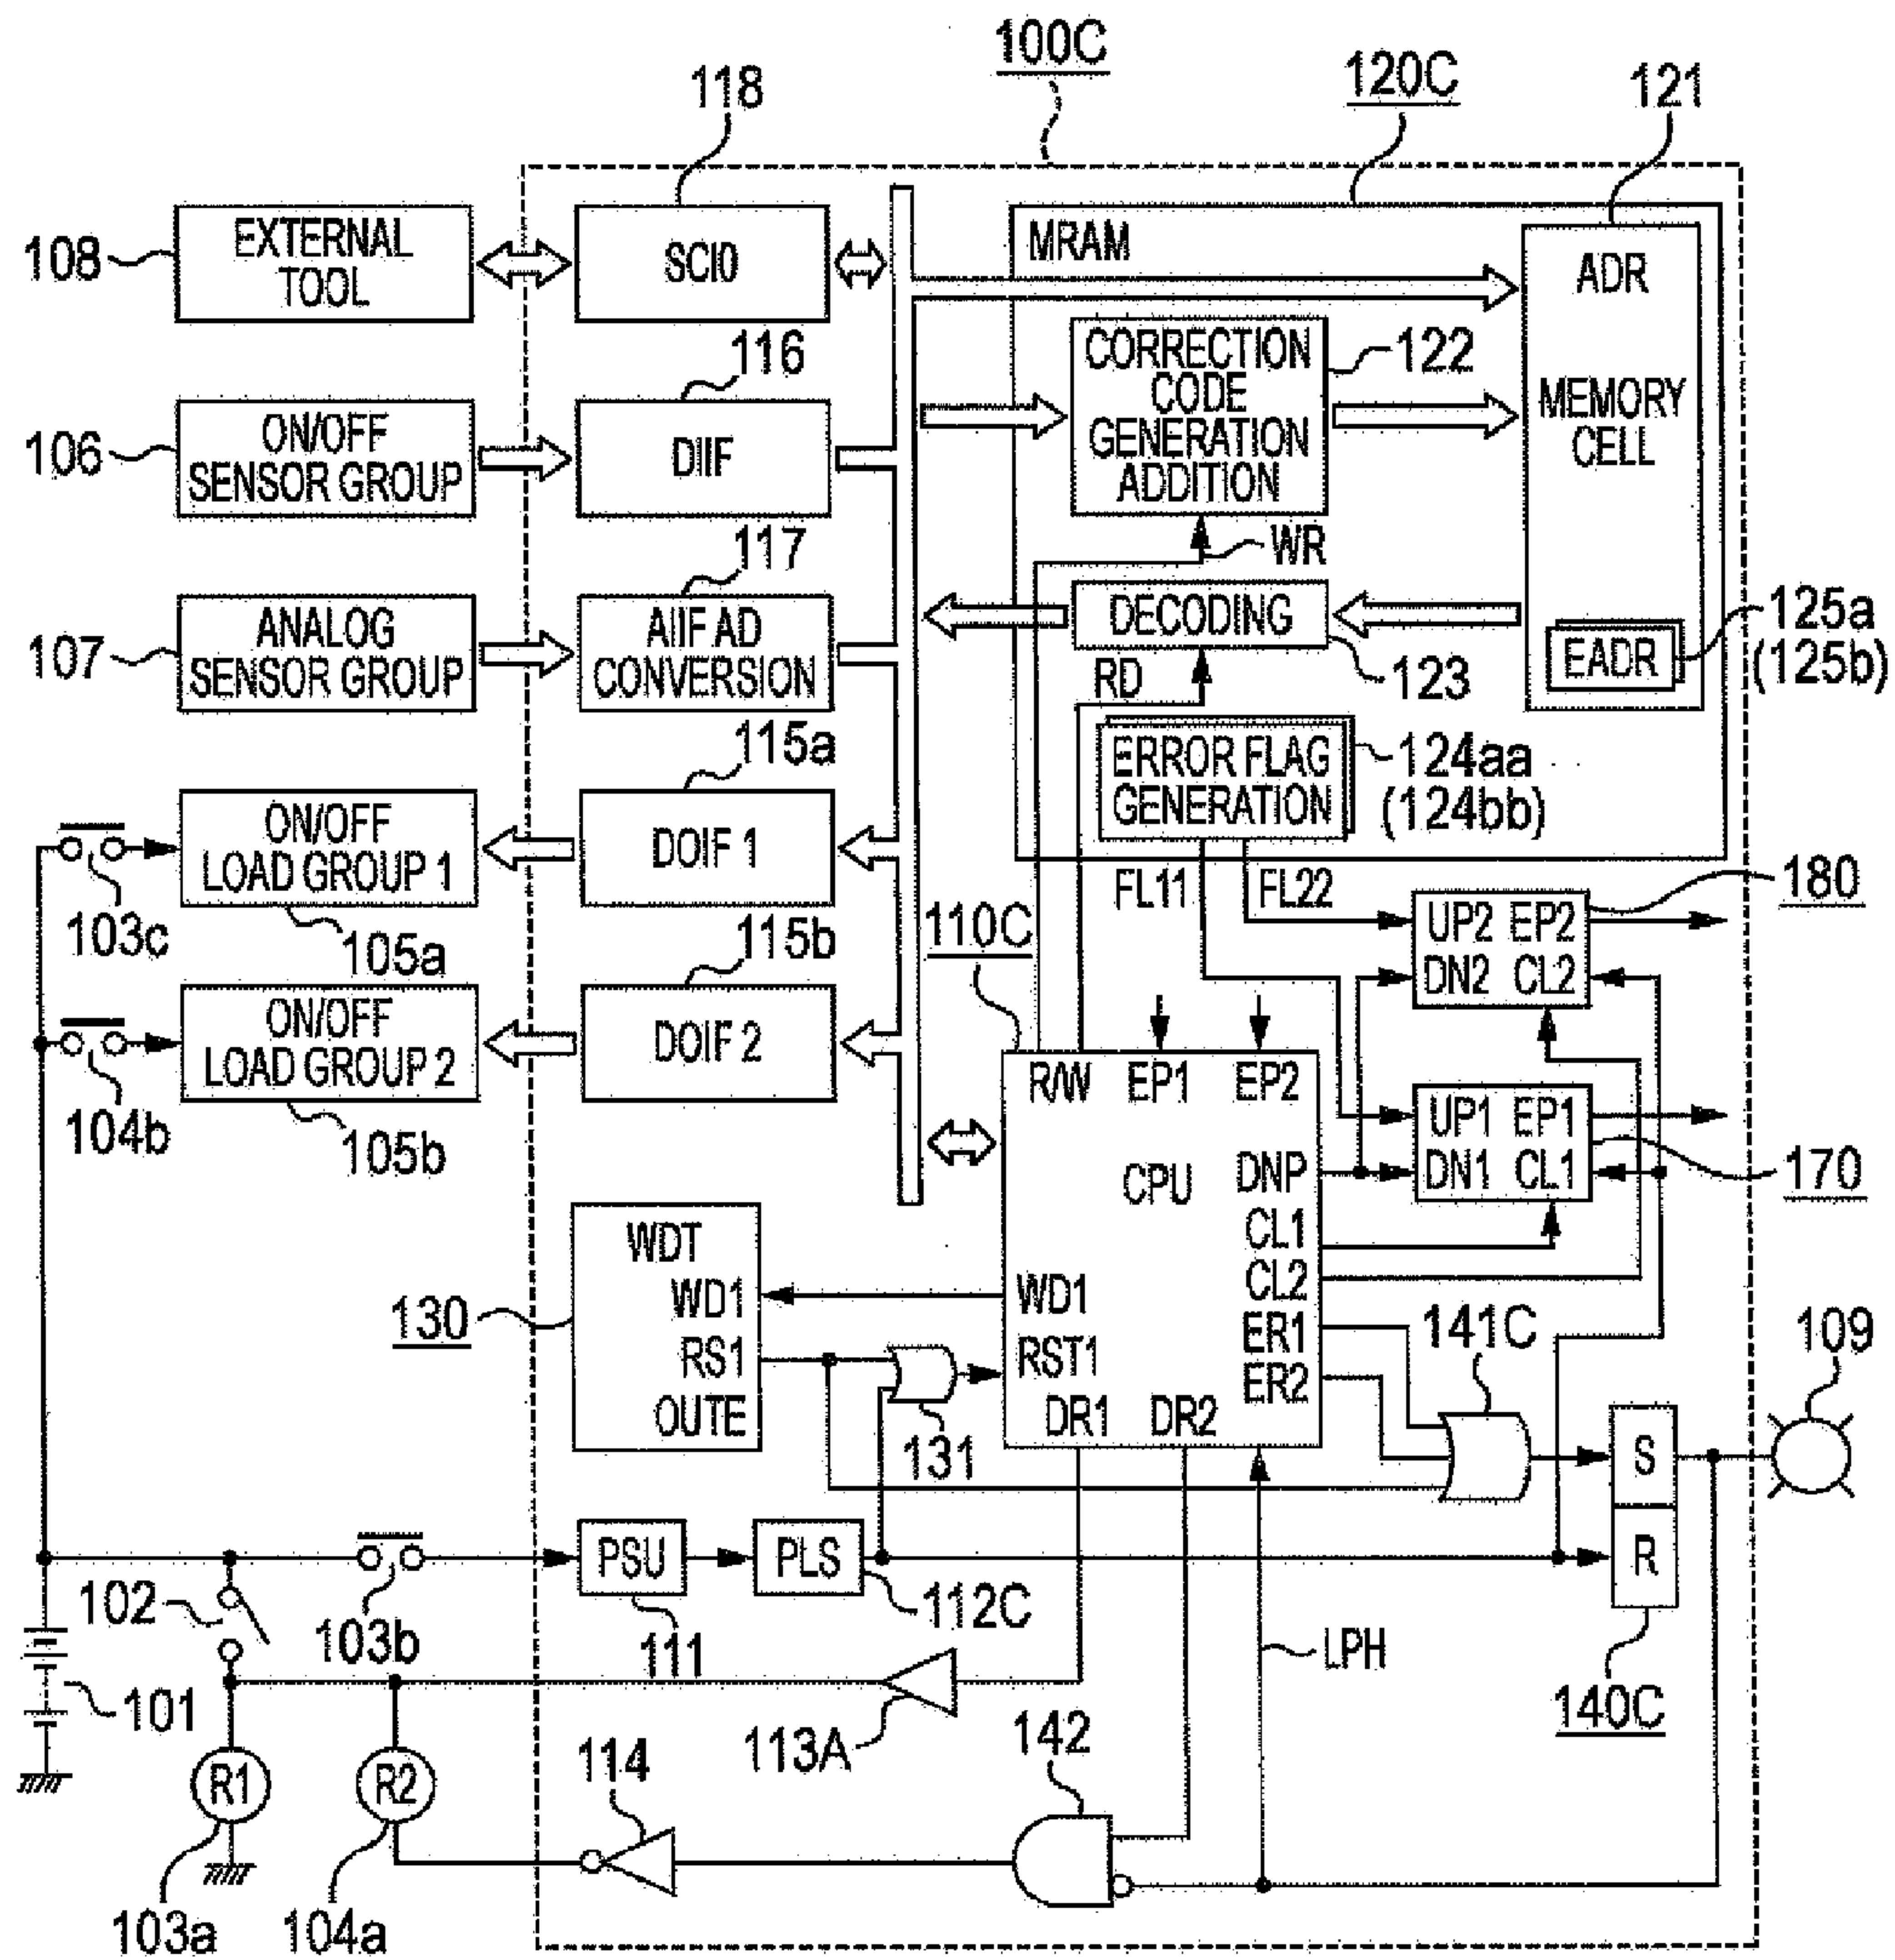 100C
120C
121
118
EXTERNAL
TOOL
108
SCI0
MRAM
ADR
MEMORY
CELL
116
CORRECTION
CODE
GENERATION
ADDITION
122
106
ON/OFF
SENSOR GROUP
DIIF
117
WR
107
ANALOG
SENSOR GROUP
AIIF AD
CONVERSION
DECODING
123
RD
EADR
125a
(125b)
115a
ERROR FLAG
GENERATION
124aa
(124bb)
ON/OFF
LOAD GROUP 1
DOIF 1
103c
105a
115b
FL11
FL22
110C
180
UP2 EP2
DN2 CL2
ON/OFF
LOAD GROUP 2
DOIF 2
104b
105b
R/W
EP1
EP2
CPU
DNP
CL1
CL2
ER1
ER2
WD1
RST1
DR1
DR2
UP1 EP1
DN1 CL1
170
WDT
WD1
RS1
OUTE
130
131
141C
109
S
R
102
103b
PSU
PLS
111
112C
LPH
140C
101
113A
142
114
R1
R2
103a
104a